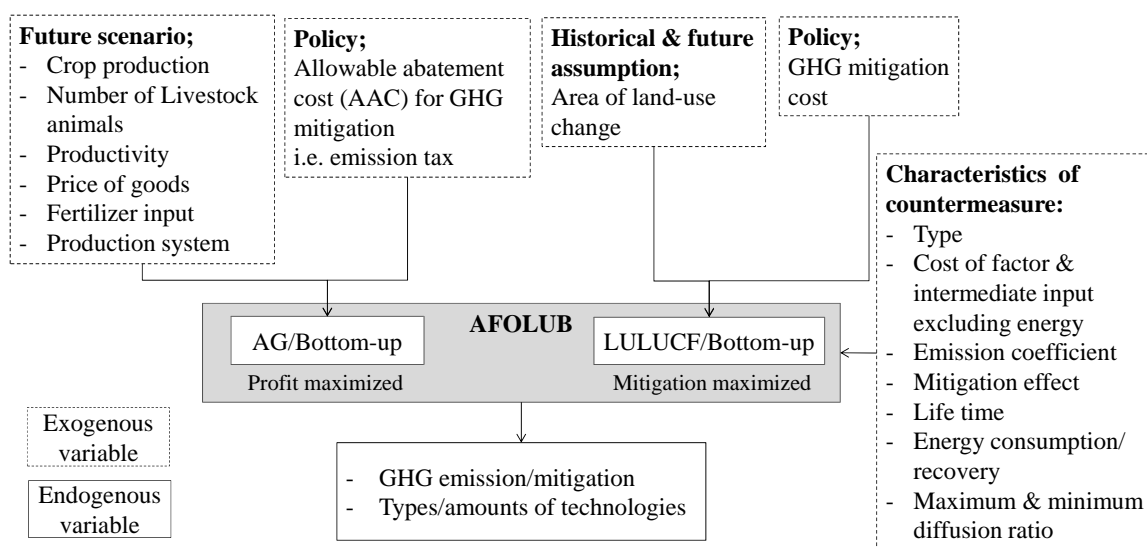 Future scenario;
- Crop production
- Number of Livestock
animals
- Productivity
- Price of goods
- Fertilizer input
- Production system
Policy;
Allowable abatement
cost (AAC) for GHG
mitigation
i.e. emission tax
Historical & future
assumption;
Area of land-use
change
Policy;
GHG mitigation
cost
Characteristics of
countermeasure:
- Type
- Cost of factor &
intermediate input
excluding energy
- Emission coefficient
- Mitigation effect
- Life time
- Energy consumption/
recovery
- Maximum & minimum
diffusion ratio
AFOLUB
AG/Bottom-up
Profit maximized
LULUCF/Bottom-up
Mitigation maximized
- GHG emission/mitigation
- Types/amounts of technologies
Exogenous
variable
Endogenous
variable